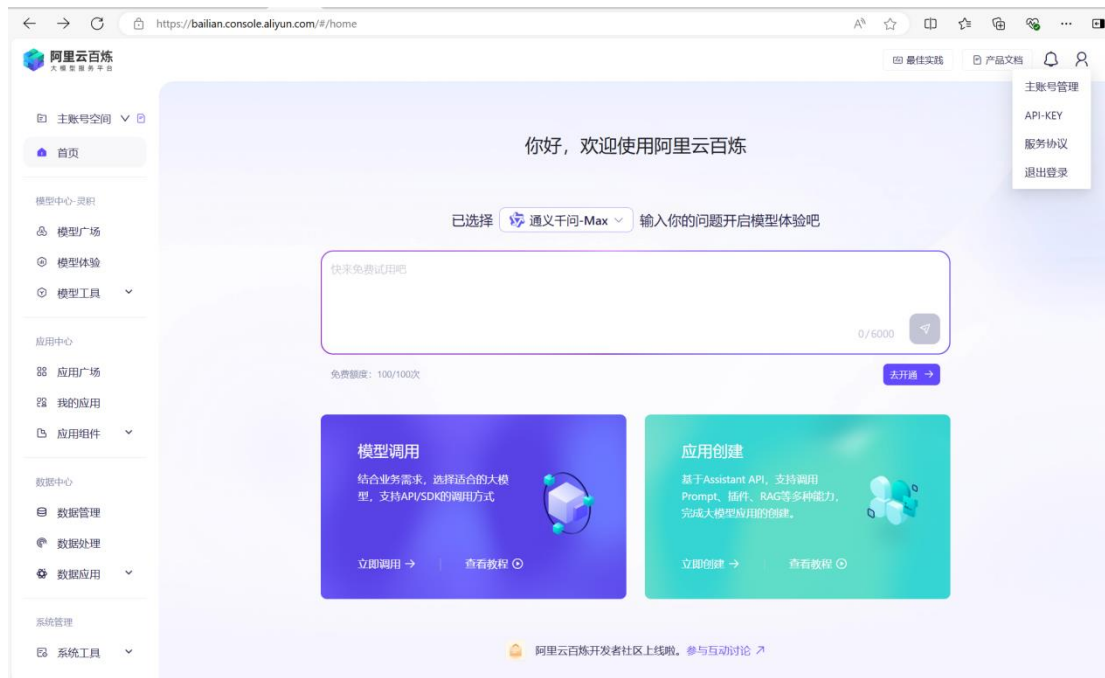 https://bailian.console.aliyun.com/#/home
阿里云百炼
大模型服务平台
最佳实践
产品文档
主账号管理
API-KEY
服务协议
退出登录
主账号空间
首页
模型中心-灵积
模型广场
模型体验
模型工具
应用中心
应用广场
我的应用
应用组件
数据中心
数据管理
数据处理
数据应用
系统管理
系统工具
你好，欢迎使用阿里云百炼
已选择 通义千问-Max 输入你的问题开启模型体验吧
快来免费试用吧
0/6000
免费额度：100/100次
去开通 →
模型调用
结合业务需求，选择适合的大模
型，支持API/SDK的调用方式
立即调用 → 查看教程
应用创建
基于Assistant API，支持调用
Prompt、插件、RAG等多种能力，
完成大模型应用的创建。
立即创建 → 查看教程
阿里云百炼开发者社区上线啦。参与互动讨论